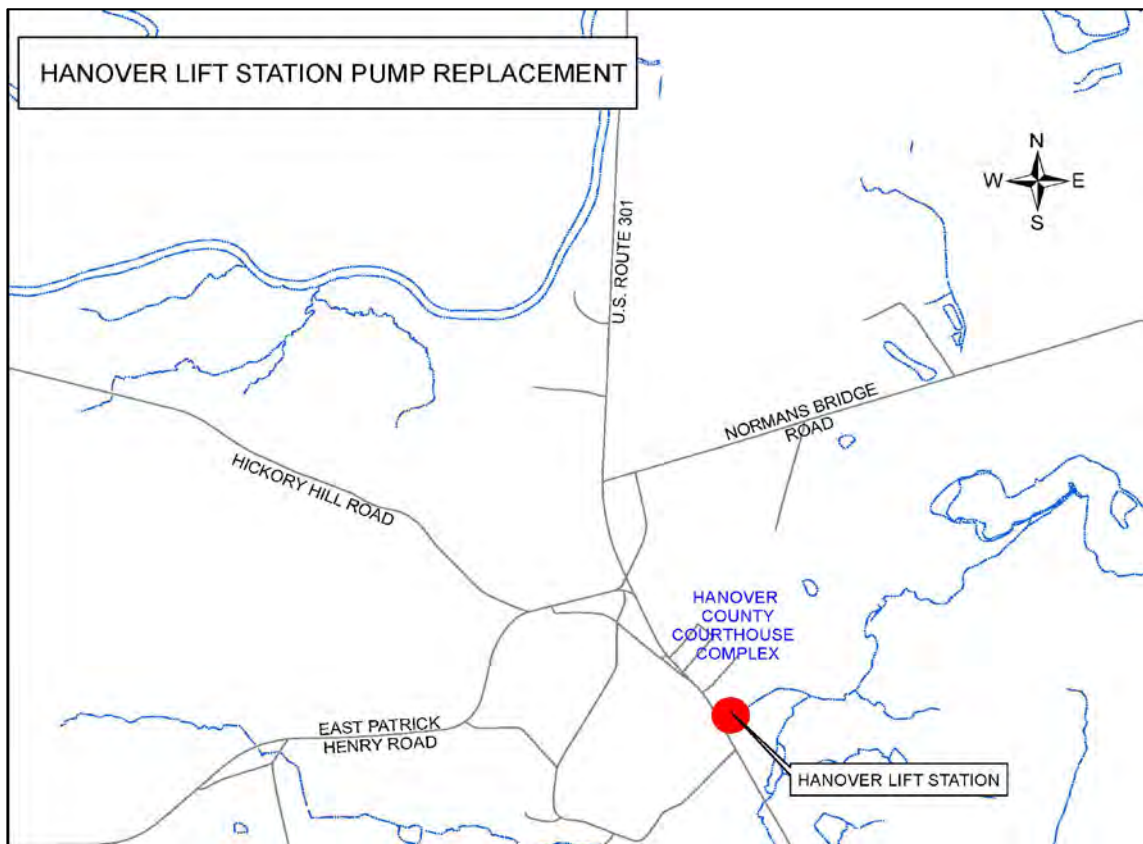 HANOVER LIFT STATION PUMP REPLACEMENT
N
W E
S
U.S. ROUTE 301
NORMANS BRIDGE
ROAD
HICKORY HILL ROAD
HANOVER
COUNTY
COURTHOUSE
COMPLEX
EAST PATRICK
HENRY ROAD
HANOVER LIFT STATION